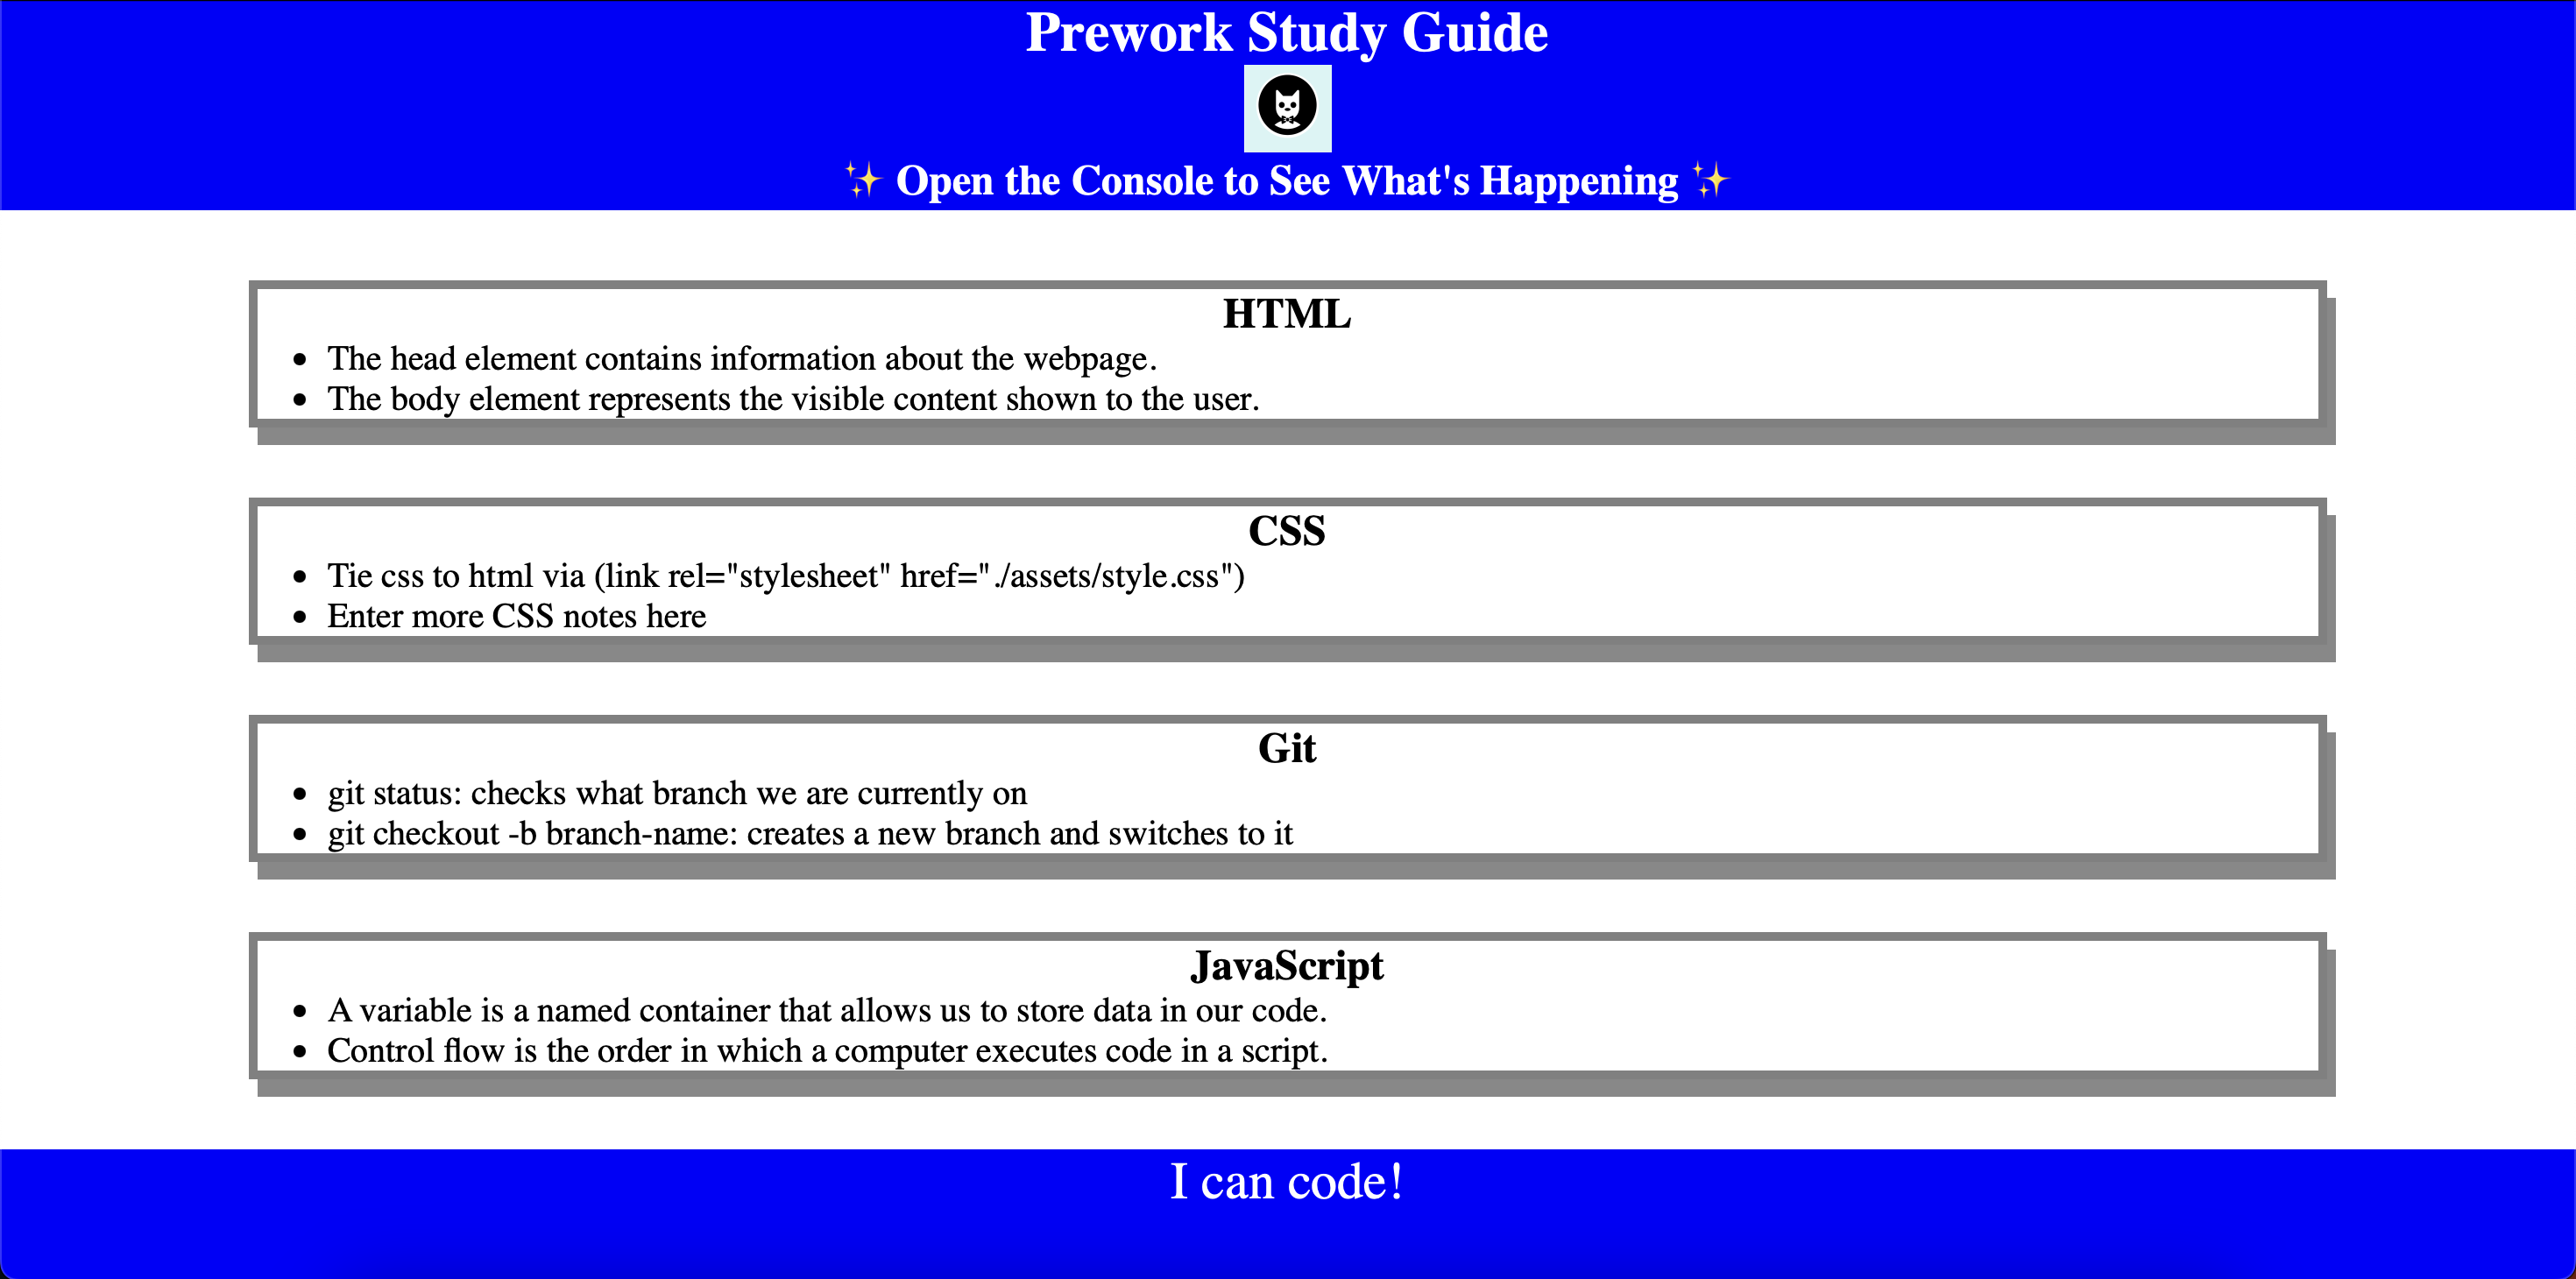 Prework Study Guide
✨ Open the Console to See What's Happening ✨
HTML
• The head element contains information about the webpage.
• The body element represents the visible content shown to the user.
CSS
• Tie css to html via (link rel="stylesheet" href="./assets/style.css")
• Enter more CSS notes here
Git
• git status: checks what branch we are currently on
• git checkout -b branch-name: creates a new branch and switches to it
JavaScript
• A variable is a named container that allows us to store data in our code.
• Control flow is the order in which a computer executes code in a script.
I can code!